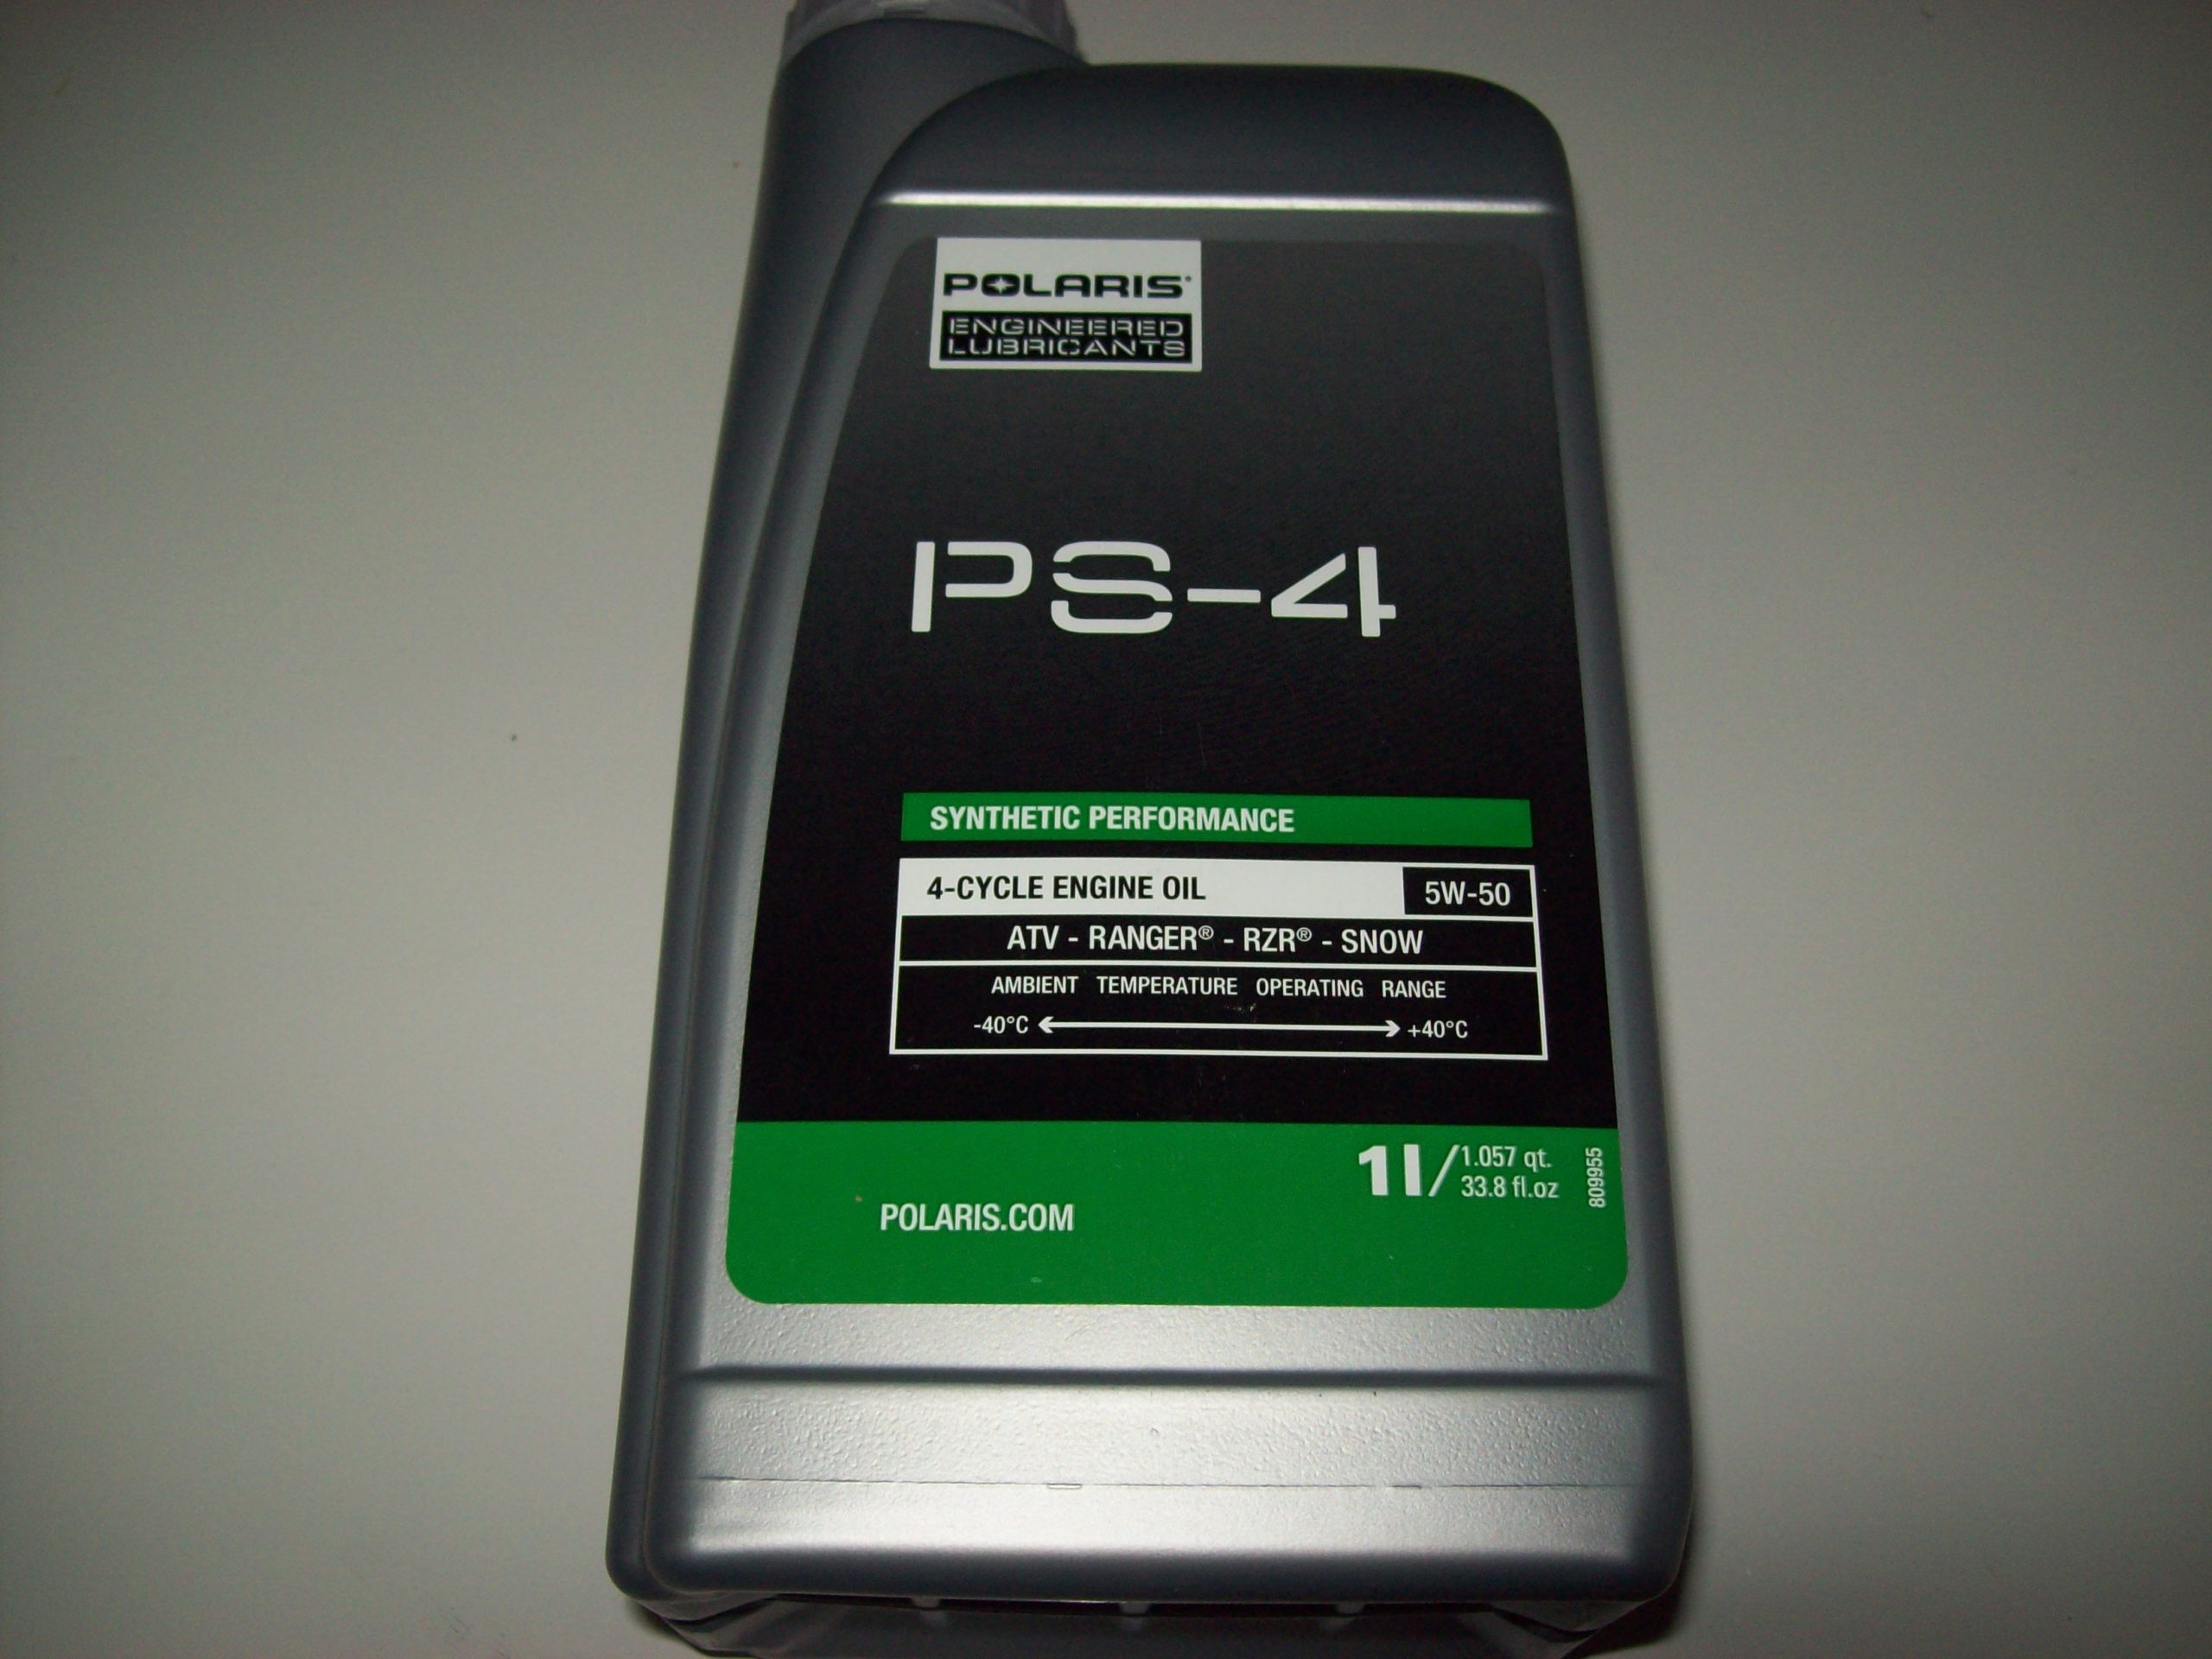 POLARIS®
ENGINEERED
LUBRICANTS
PS-4
SYNTHETIC PERFORMANCE
4-CYCLE ENGINE OIL 5W-50
ATV - RANGER® - RZR® - SNOW
AMBIENT TEMPERATURE OPERATING RANGE
-40°C +40°C
1l/1.057 qt.
33.8 fl.oz
809955
POLARIS.COM